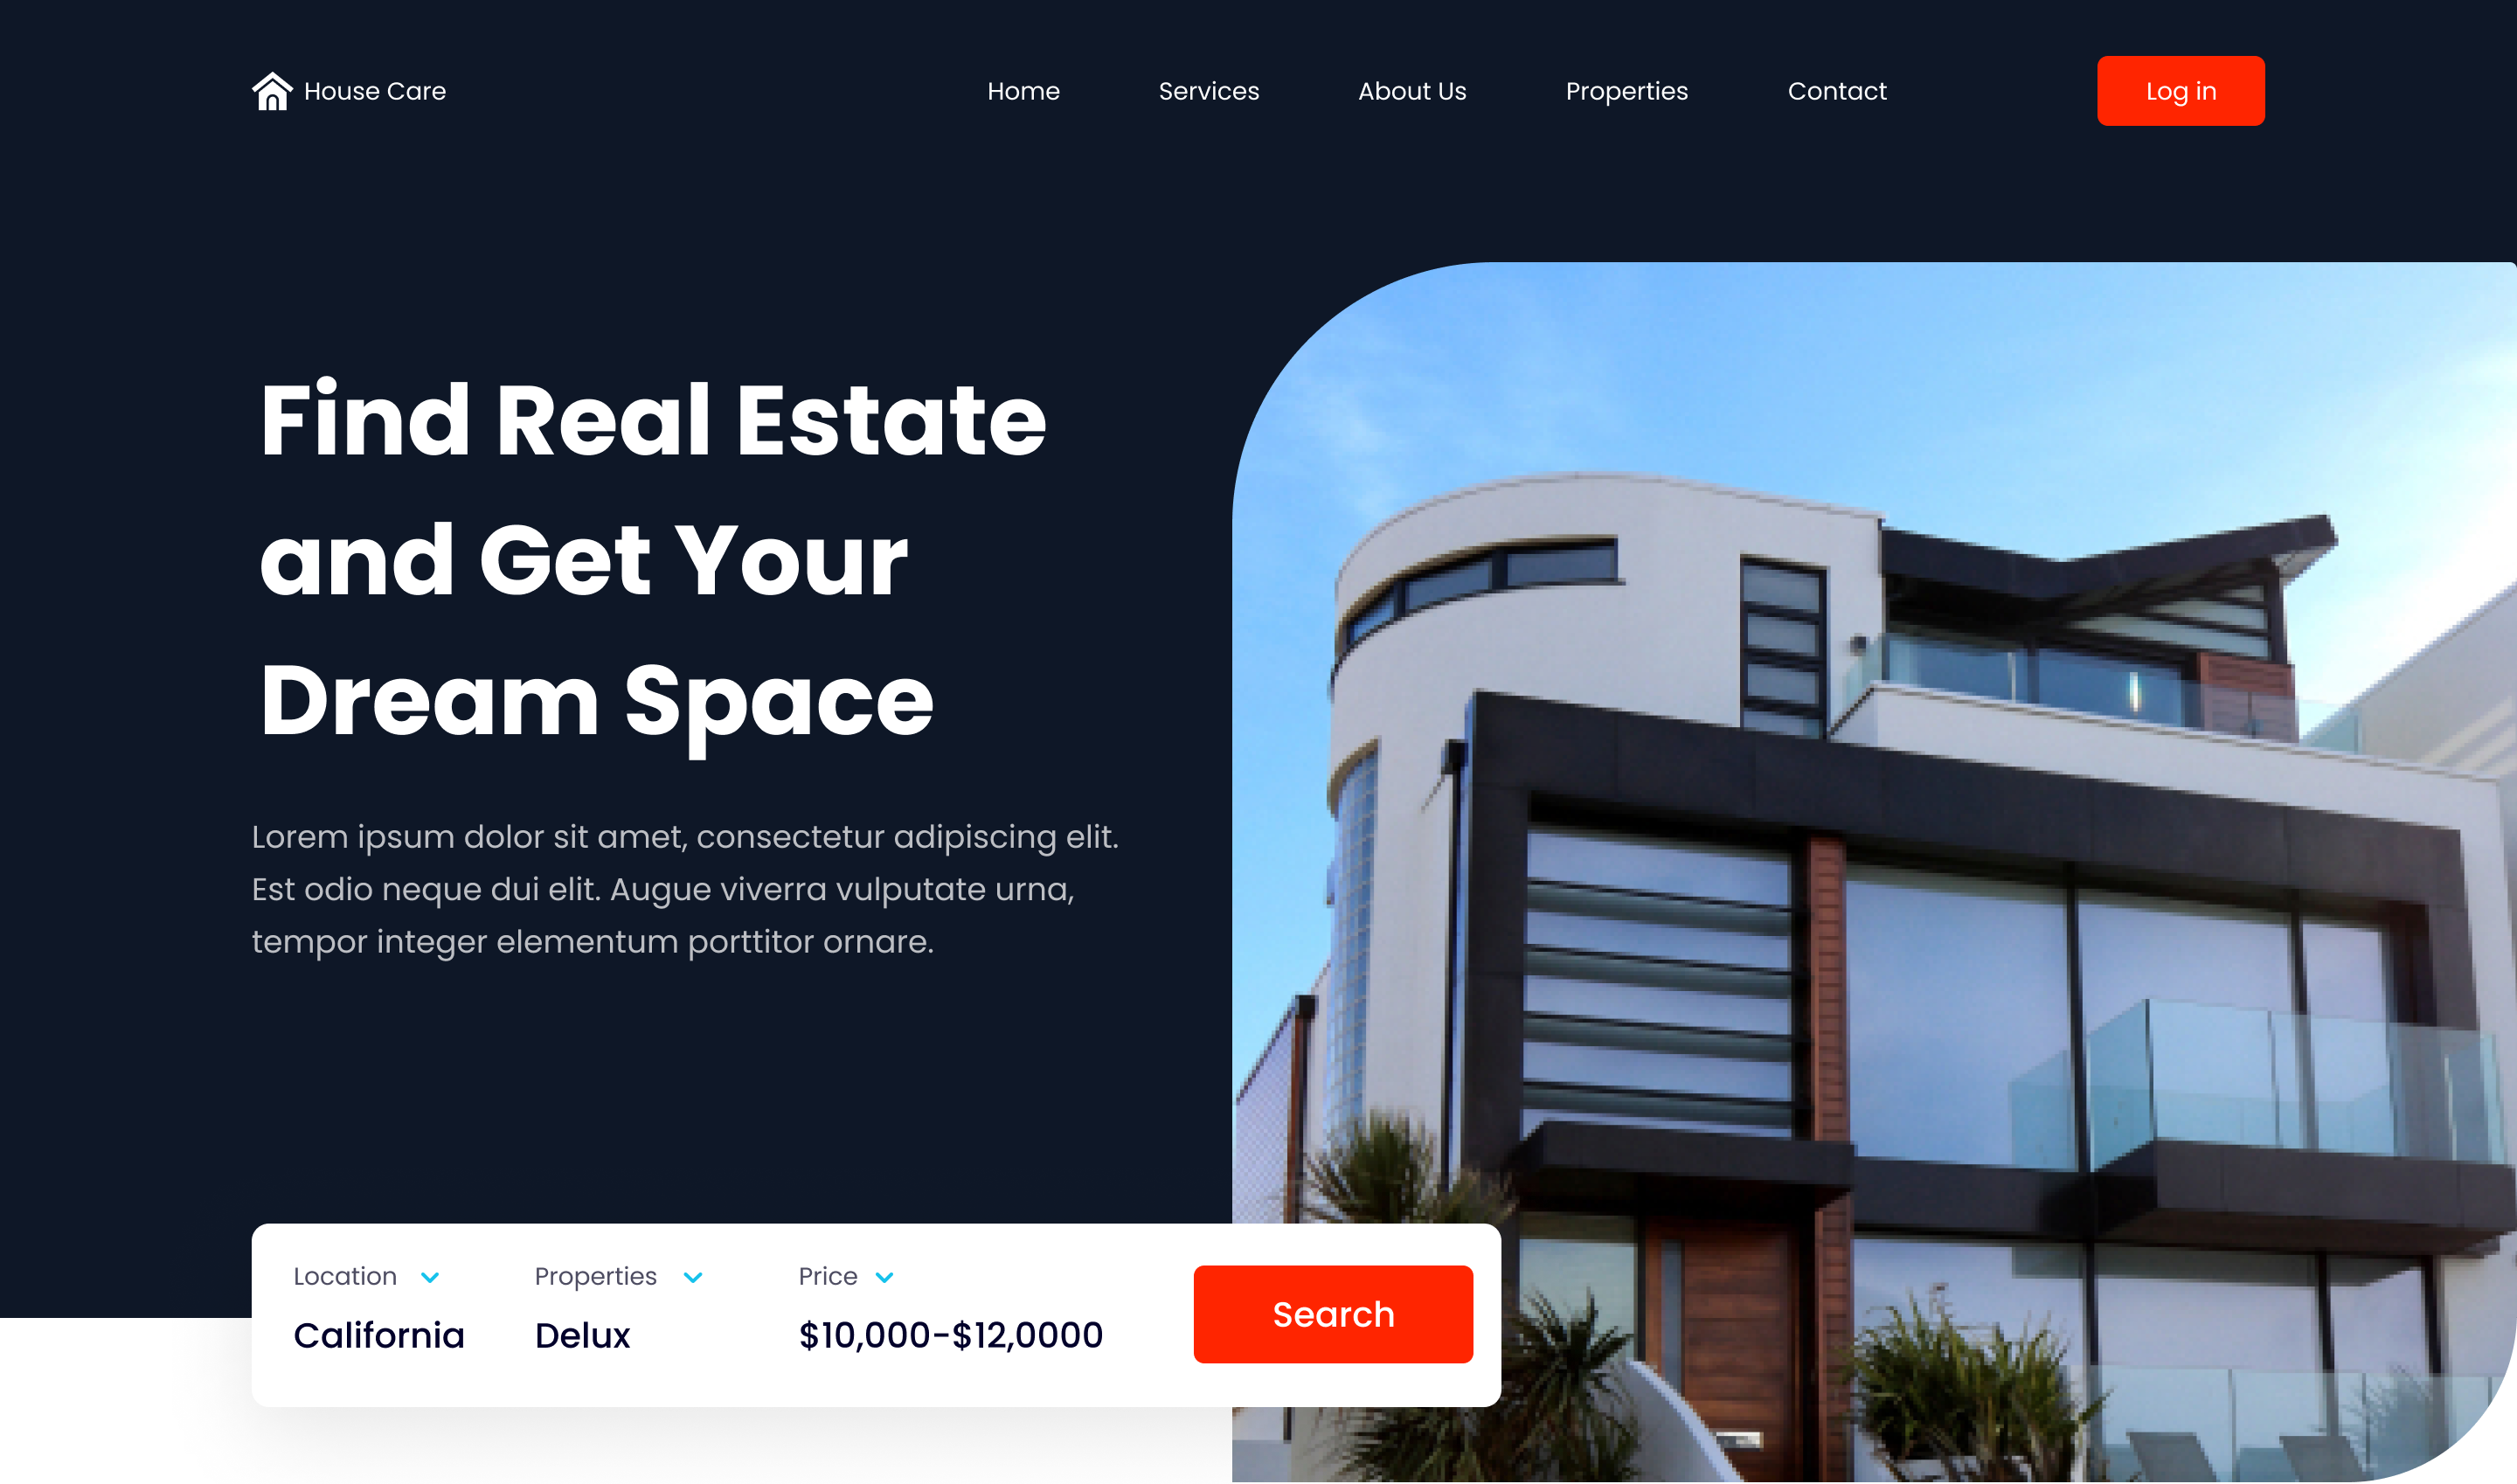 House Care
Home
Services
About Us
Properties
Contact
Log in
Find Real Estate
and Get Your
Dream Space
Lorem ipsum dolor sit amet, consectetur adipiscing elit.
Est odio neque dui elit. Augue viverra vulputate urna,
tempor integer elementum porttitor ornare.
Location
California
Properties
Delux
Price
$10,000-$12,0000
Search